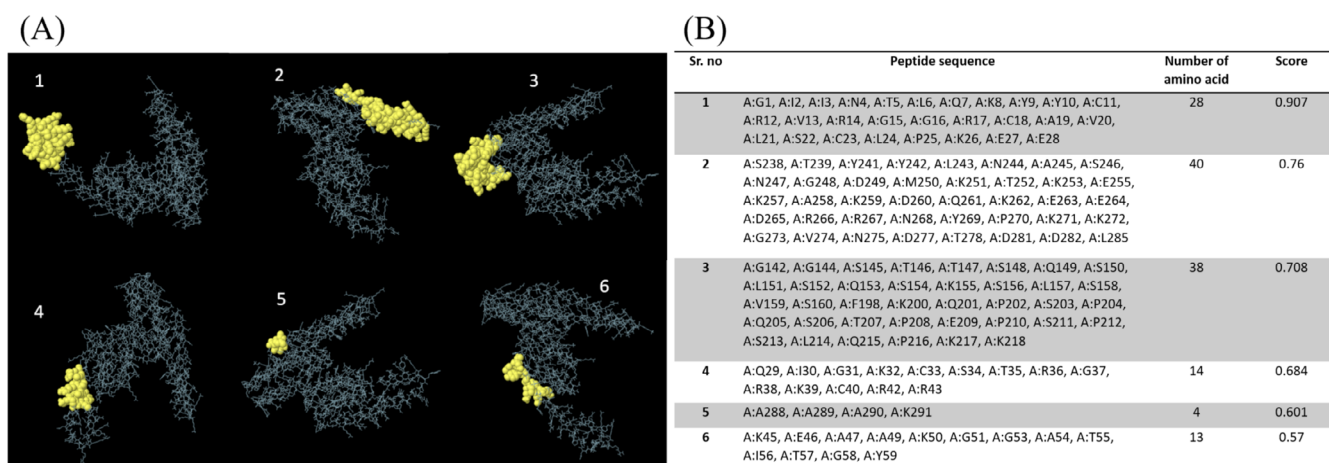 (A)
1
2
3
4
5
6
(B)
Sr. no Peptide sequence Number of amino acid Score
1 A:G1, A:I2, A:I3, A:N4, A:T5, A:L6, A:Q7, A:K8, A:Y9, A:Y10, A:C11, 28 0.907
A:R12, A:V13, A:R14, A:G15, A:G16, A:R17, A:C18, A:A19, A:V20,
A:L21, A:S22, A:C23, A:L24, A:P25, A:K26, A:E27, A:E28
2 A:S238, A:T239, A:Y241, A:Y242, A:L243, A:N244, A:A245, A:S246, 40 0.76
A:N247, A:G248, A:D249, A:M250, A:K251, A:T252, A:K253, A:E255,
A:K257, A:A258, A:K259, A:D260, A:Q261, A:K262, A:E263, A:E264,
A:D265, A:R266, A:R267, A:N268, A:Y269, A:P270, A:K271, A:K272,
A:G273, A:V274, A:N275, A:D277, A:T278, A:D281, A:D282, A:L285
3 A:G142, A:G144, A:S145, A:T146, A:T147, A:S148, A:Q149, A:S150, 38 0.708
A:L151, A:S152, A:Q153, A:S154, A:K155, A:S156, A:L157, A:S158,
A:V159, A:S160, A:F198, A:K200, A:Q201, A:P202, A:S203, A:P204,
A:Q205, A:S206, A:T207, A:P208, A:E209, A:P210, A:S211, A:P212,
A:S213, A:L214, A:Q215, A:P216, A:K217, A:K218
4 A:Q29, A:I30, A:G31, A:K32, A:C33, A:S34, A:T35, A:R36, A:G37, 14 0.684
A:R38, A:K39, A:C40, A:R42, A:R43
5 A:A288, A:A289, A:A290, A:K291 4 0.601
6 A:K45, A:E46, A:A47, A:A49, A:K50, A:G51, A:G53, A:A54, A:T55, 13 0.57
A:I56, A:T57, A:G58, A:Y59